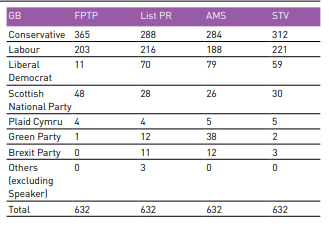 GB FPTP List PR AMS STV
Conservative 365 288 284 312
Labour 203 216 188 221
Liberal 11 70 79 59
Democrat
Scottish 48 28 26 30
National Party
Plaid Cymru 4 4 5 5
Green Party 1 12 38 2
Brexit Party 0 11 12 3
Others 0 3 0 0
(excluding
Speaker)
Total 632 632 632 632